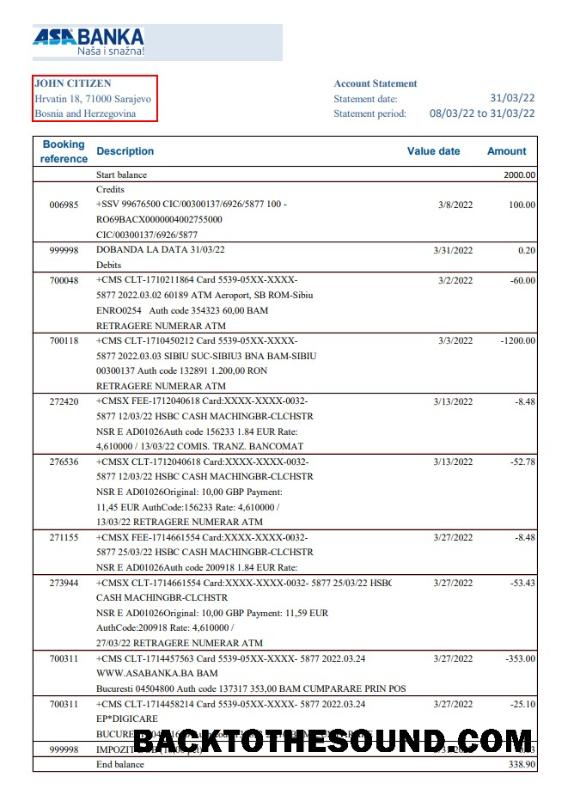 ASA BANKA
Naša i snažna!
JOHN CITIZEN
Hrvatin 18, 71000 Sarajevo
Bosnia and Herzegovina
Account Statement
Statement date: 31/03/22
Statement period: 08/03/22 to 31/03/22
Booking reference Description Value date Amount
Start balance 2000.00
Credits
006985 +SSV 99676500 CIC/00300137/6926/5877 100 - 3/8/2022 100.00
RO69BACX0000004002755000
CIC/00300137/6926/5877
999998 DOBANDA LA DATA 31/03/22 3/31/2022 0.20
Debits
700048 +CMS CLT-1710211864 Card 5539-05XX-XXXX- 3/2/2022 -60.00
5877 2022.03.02 60189 ATM Aeroport, SB ROM-Sibiu
ENRO0254 Auth code 354323 60,00 BAM
RETRAGERE NUMERAR ATM
700118 +CMS CLT-1710450212 Card 5539-05XX-XXXX- 3/3/2022 -1200.00
5877 2022.03.03 SIBIU SUC-SIBIU3 BNA BAM-SIBIU
00300137 Auth code 132891 1.200,00 RON
RETRAGERE NUMERAR ATM
272420 +CMSX FEE-1712040618 Card:XXXX-XXXX-0032- 3/13/2022 -8.48
5877 12/03/22 HSBC CASH MACHINGBR-CLCHSTR
NSR E AD01026Auth code 156233 1.84 EUR Rate:
4,610000 / 13/03/22 COMIS. TRANZ. BANCOMAT
276536 +CMSX CLT-1712040618 Card:XXXX-XXXX-0032- 3/13/2022 -52.78
5877 12/03/22 HSBC CASH MACHINGBR-CLCHSTR
NSR E AD01026Original: 10,00 GBP Payment:
11,45 EUR AuthCode:156233 Rate: 4,610000 /
13/03/22 RETRAGERE NUMERAR ATM
271155 +CMSX FEE-1714661554 Card:XXXX-XXXX-0032- 3/27/2022 -8.48
5877 25/03/22 HSBC CASH MACHINGBR-CLCHSTR
NSR E AD01026Auth code 200918 1.84 EUR Rate:
273944 +CMSX CLT-1714661554 Card:XXXX-XXXX-0032- 5877 25/03/22 HSBC 3/27/2022 -53.43
CASH MACHINGBR-CLCHSTR
NSR E AD01026Original: 10,00 GBP Payment: 11,59 EUR
AuthCode:200918 Rate: 4,610000 /
27/03/22 RETRAGERE NUMERAR ATM
700311 +CMS CLT-1714457563 Card 5539-05XX-XXXX- 5877 2022.03.24 3/27/2022 -353.00
WWW.ASABANKA.BA BAM
Bucuresti 04504800 Auth code 137317 353,00 BAM CUMPARARE PRIN POS
700311 +CMS CLT-1714458214 Card 5539-05XX-XXXX- 5877 2022.03.24 3/27/2022 -25.10
EP*DIGICARE
BACKTOTHESOUND.COM
999998 IMPOZIT
End balance 338.90